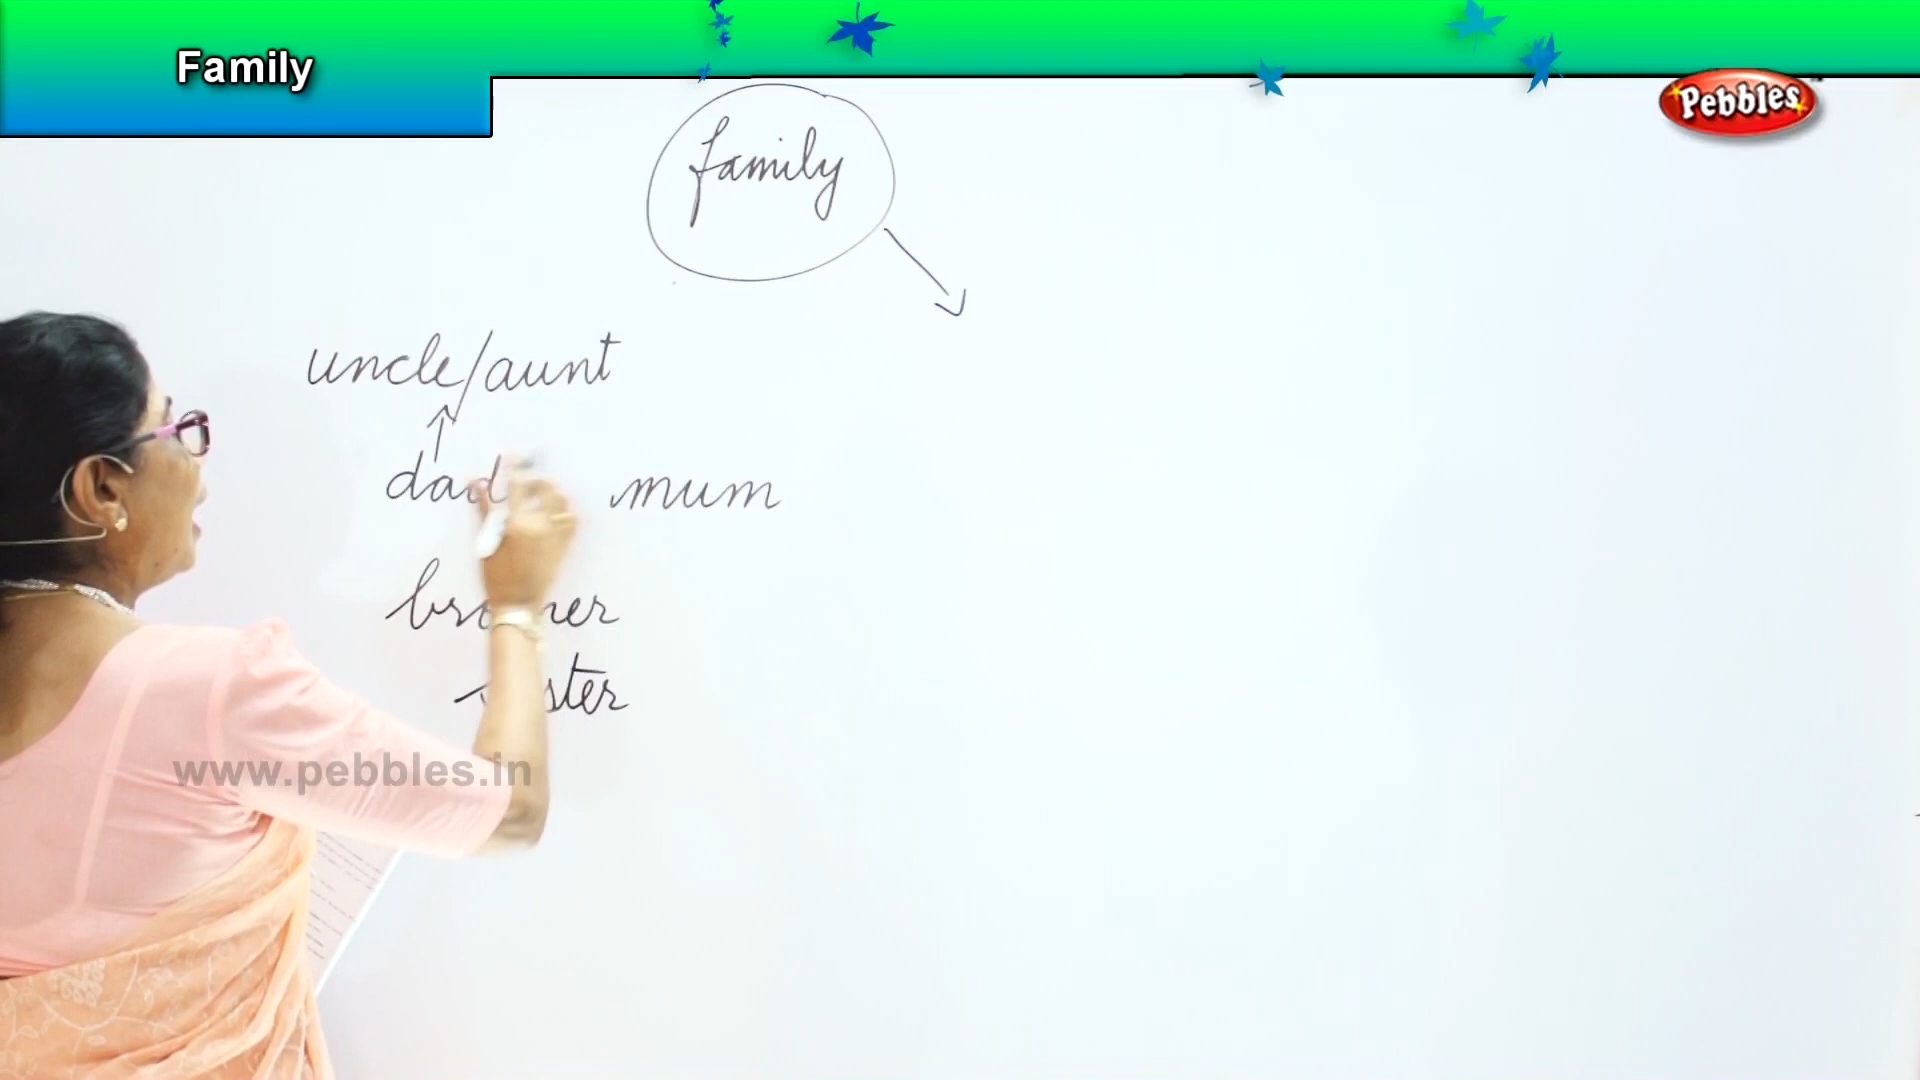 Family
Pebbles
family
uncle/aunt
dad mum
www.pebbles.in